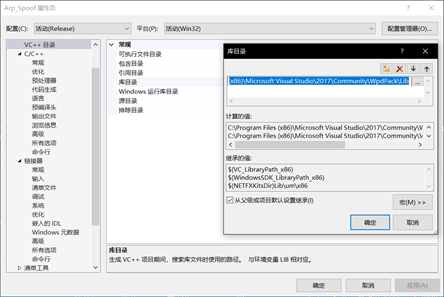 Arp_Spoof 属性页
配置(C): 活动(Release) 平台(P): 活动(Win32) 配置管理器(O)...
VC++ 目录
C/C++
常规
优化
预处理器
代码生成
语言
预编译头
输出文件
浏览信息
高级
所有选项
命令行
链接器
常规
输入
清单文件
调试
系统
优化
嵌入的 IDL
Windows 元数据
高级
所有选项
命令行
清单工具
常规
可执行文件目录
包含目录
引用目录
库目录
Windows 运行库目录
源目录
排除目录
库目录
x86)\Microsoft Visual Studio\2017\Community\WpdPack\Lib
...
计算的值:
C:\Program Files (x86)\Microsoft Visual Studio\2017\Community\W
C:\Program Files (x86)\Microsoft Visual Studio\2017\Community\V
继承的值:
$(VC_LibraryPath_x86)
$(WindowsSDK_LibraryPath_x86)
$(NETFXKitsDir)Lib\um\x86
从父级或项目默认设置继承(I)
宏(M) >>
确定 取消
库目录
生成 VC++ 项目期间，搜索库文件时使用的路径。 与环境变量 LIB 相对应。
确定 取消 应用(A)